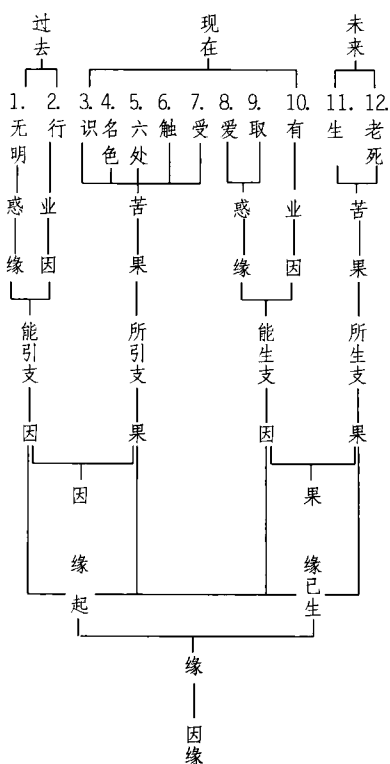 过去 现在 未来
1.无明 2.行 3.识 4.名色 5.六处 6.触 7.受 8.爱 9.取 10.有 11.生 12.老死
惑 业 苦 惑 业 苦
缘 因 果 缘 因 果
能引支 所引支 能生支 所生支
因 果 因 果
因 果
缘起 缘已生
缘
因缘